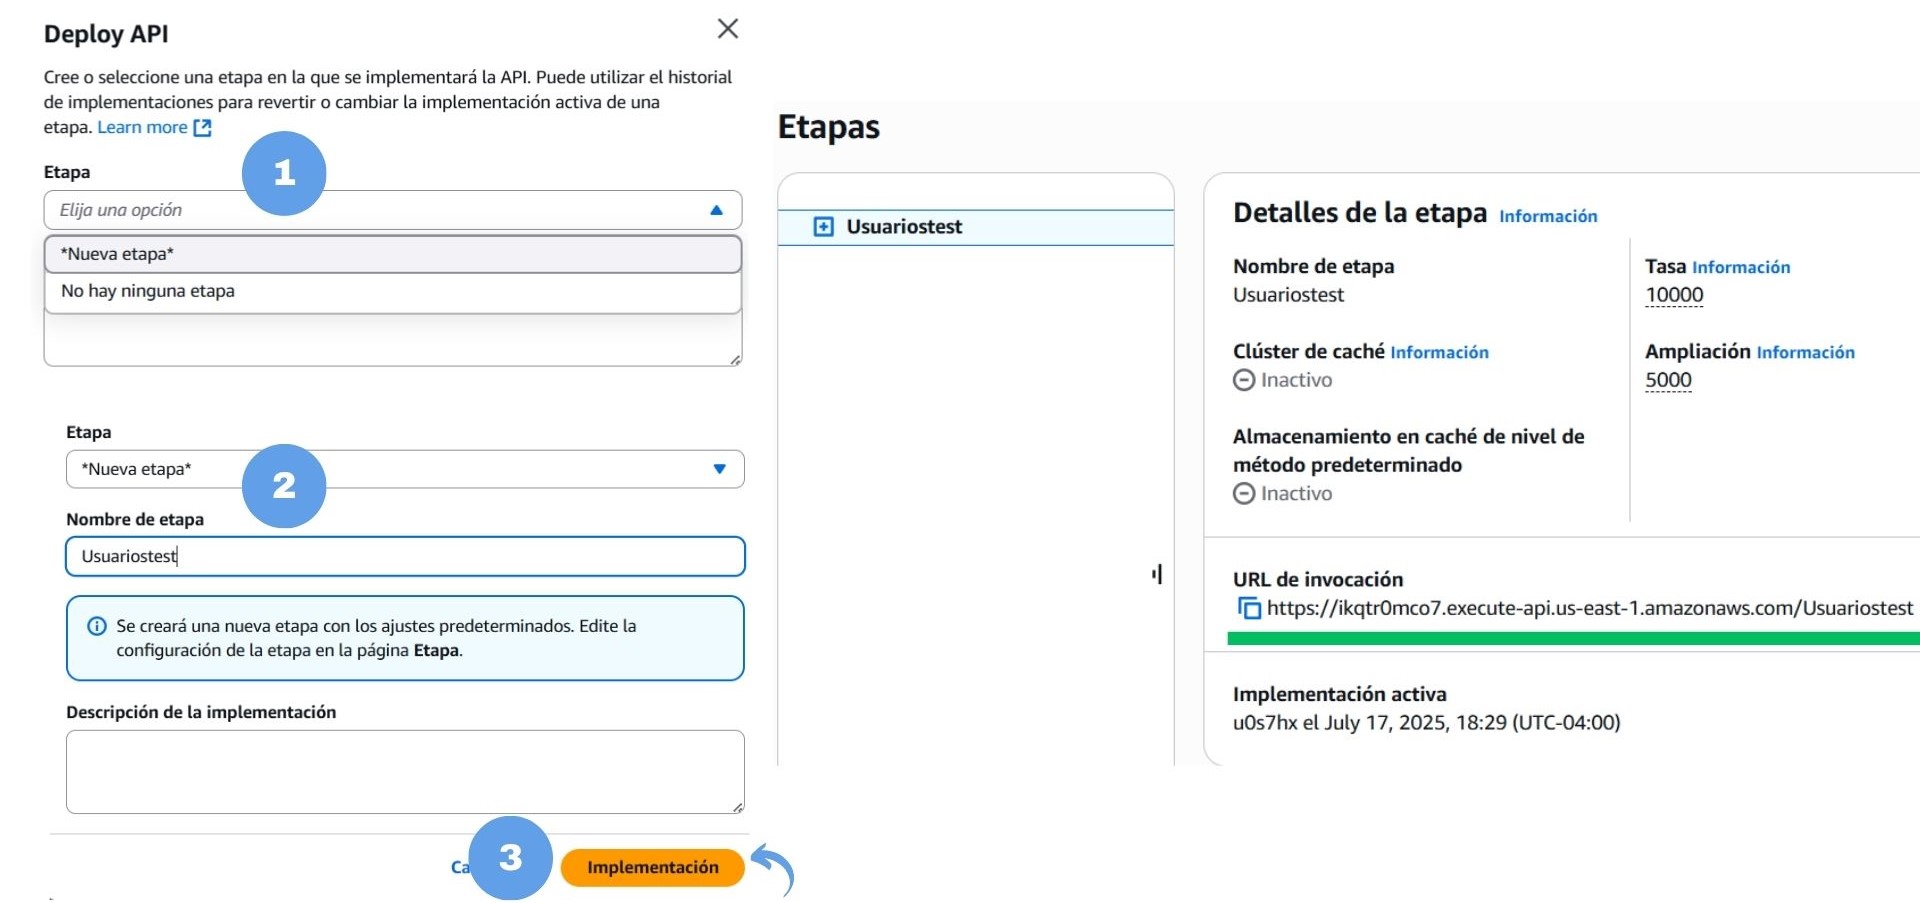 Deploy API
Cree o seleccione una etapa en la que se implementará la API. Puede utilizar el historial
de implementaciones para revertir o cambiar la implementación activa de una
etapa. Learn more
1
Etapa
Elija una opción
*Nueva etapa*
No hay ninguna etapa
Etapa
*Nueva etapa*
2
Nombre de etapa
Usuariostest
Se creará una nueva etapa con los ajustes predeterminados. Edite la
configuración de la etapa en la página Etapa.
Descripción de la implementación
Ca
3
Implementación
Etapas
Usuariostest
Detalles de la etapa Información
Nombre de etapa
Usuariostest
Clúster de caché Información
Inactivo
Almacenamiento en caché de nivel de
método predeterminado
Inactivo
Tasa Información
10000
Ampliación Información
5000
URL de invocación
https://ikqtr0mco7.execute-api.us-east-1.amazonaws.com/Usuariostest
Implementación activa
u0s7hx el July 17, 2025, 18:29 (UTC-04:00)